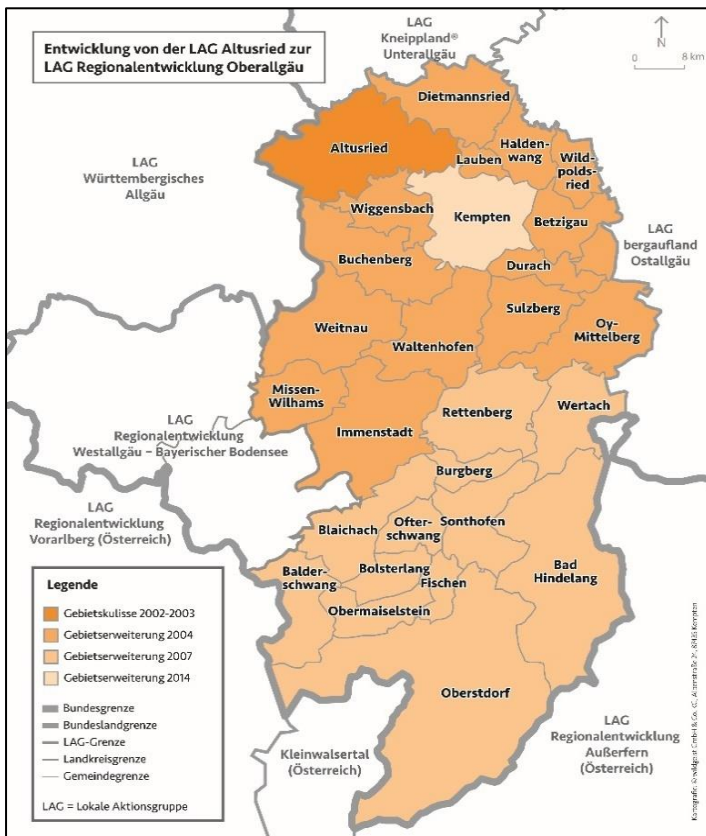 Entwicklung von der LAG Altusried zur
LAG Regionalentwicklung Oberallgäu
LAG
Kneippland®
Unterallgäu
N
0
8 km
Dietmannsried
Altusried
Lauben
Halden-
wang
Wild-
polds-
ried
LAG
Württembergisches
Allgäu
Wiggensbach
Kempten
Betzigau
LAG
bergaufland
Ostallgäu
Buchenberg
Durach
Sulzberg
Oy-
Mittelberg
Weitnau
Waltenhofen
Missen-
Wilhams
Rettenberg
Wertach
LAG
Regionalentwicklung
Westallgäu – Bayerischer Bodensee
Immenstadt
Burgberg
LAG
Regionalentwicklung
Vorarlberg (Österreich)
Blaichach
Ofter-
schwang
Sonthofen
Balder-
schwang
Bolsterlang
Fischen
Bad
Hindelang
Obermaiselstein
Oberstdorf
Kleinwalsertal
(Österreich)
LAG
Regionalentwicklung
Außerfern
(Österreich)
Legende
Gebietskulisse 2002-2003
Gebietserweiterung 2004
Gebietserweiterung 2007
Gebietserweiterung 2014
Bundesgrenze
Bundeslandgrenze
LAG-Grenze
Landkreisgrenze
Gemeindegrenze
LAG = Lokale Aktionsgruppe